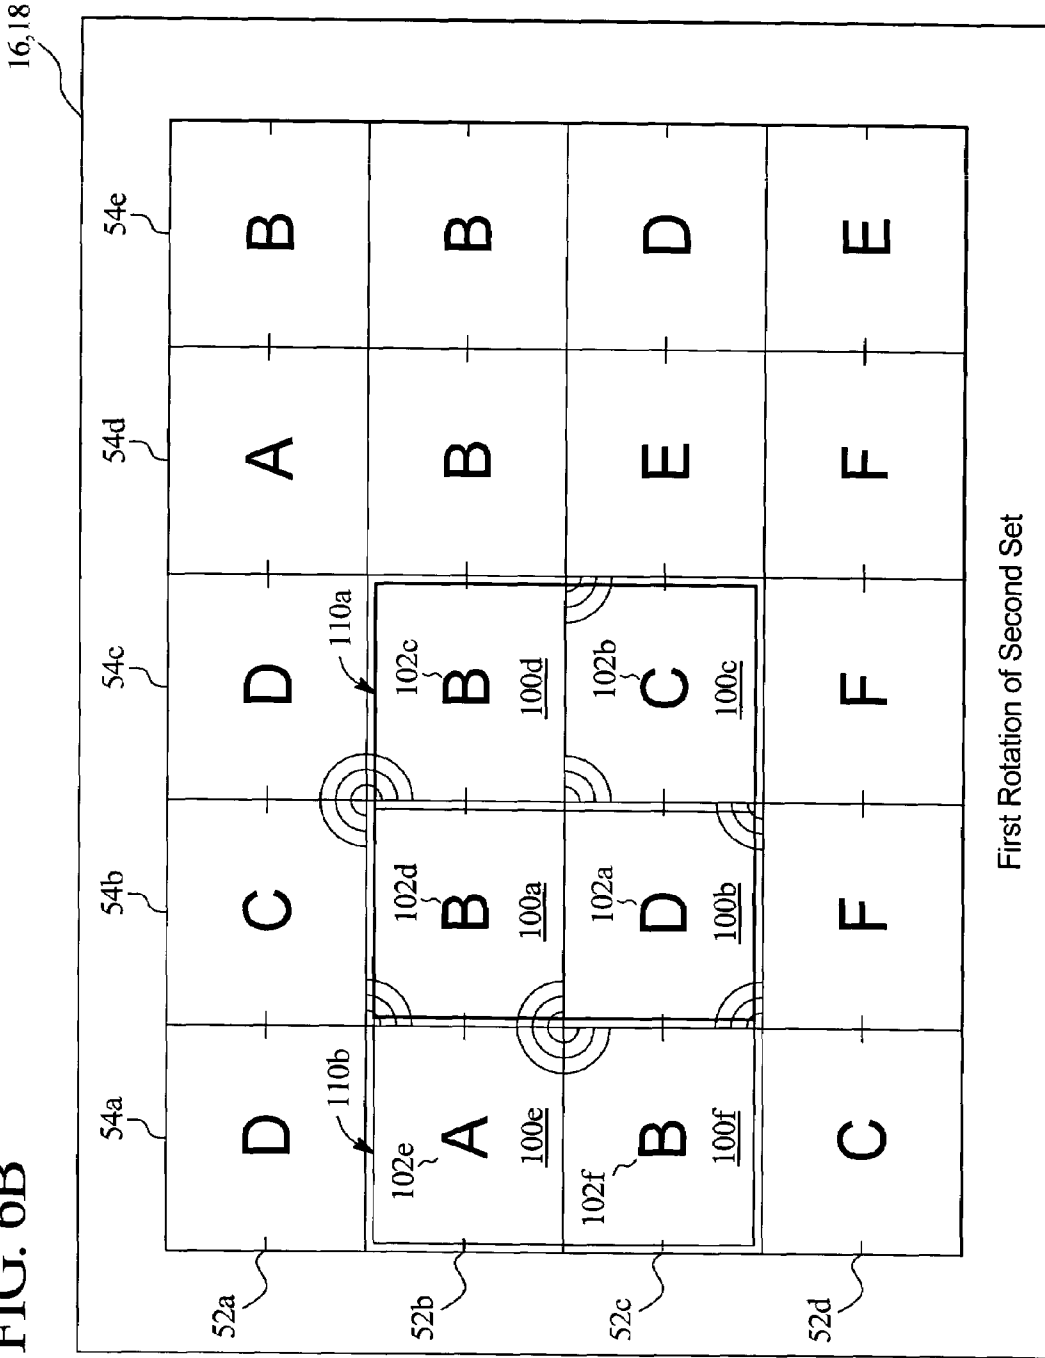 FIG. 6B
16,18
54a 54b 54c 54d 54e
52a D C D A B
110b 110a
102e 102d 102c
52b A B B B B
100e 100a 100d
102f 102a 102b
52c B D C E D
100f 100b 100c
52d C F F F E
First Rotation of Second Set